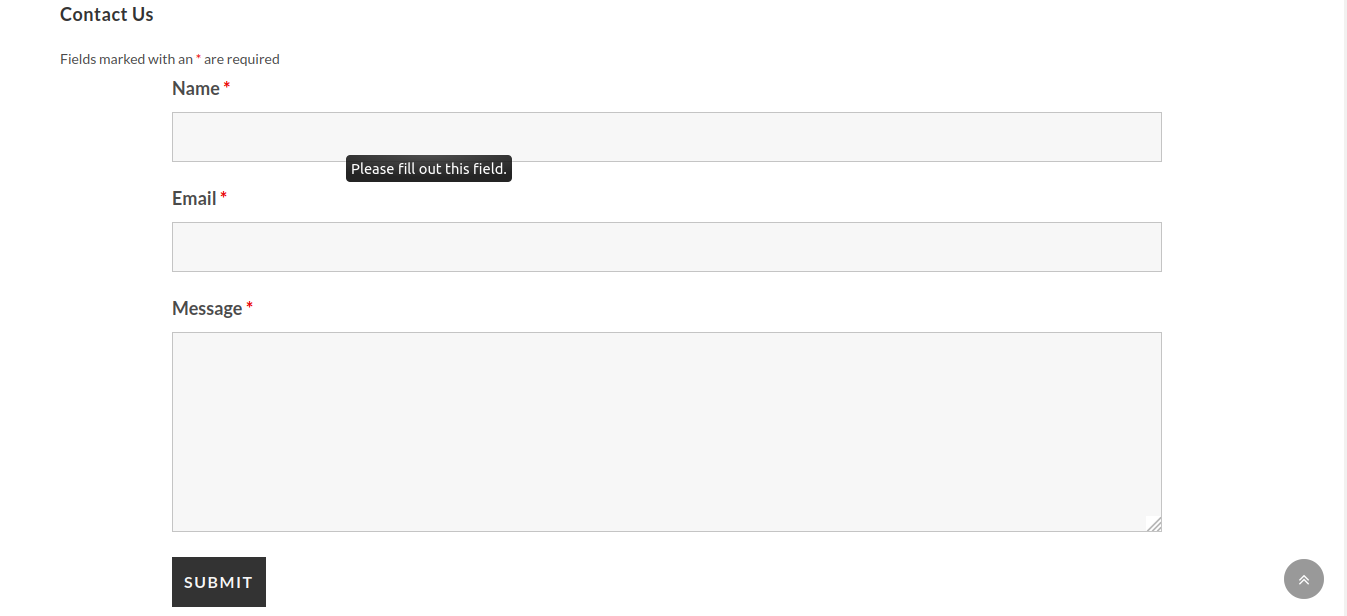 Contact Us
Fields marked with an * are required
Name *
Please fill out this field.
Email *
Message *
SUBMIT